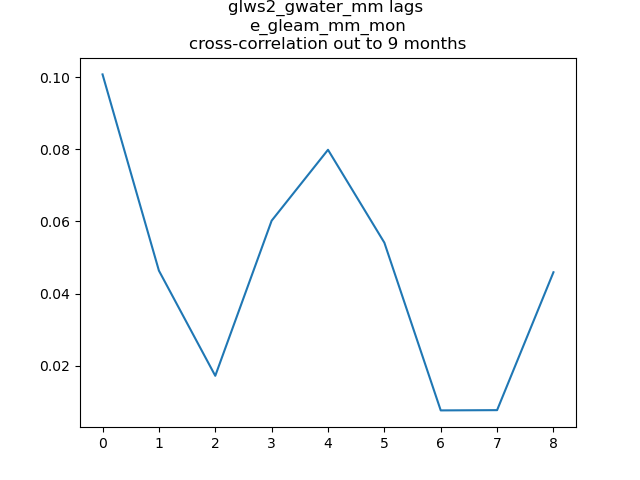 glws2_gwater_mm lags
e_gleam_mm_mon
cross-correlation out to 9 months
0.10
0.08
0.06
0.04
0.02
0 1 2 3 4 5 6 7 8